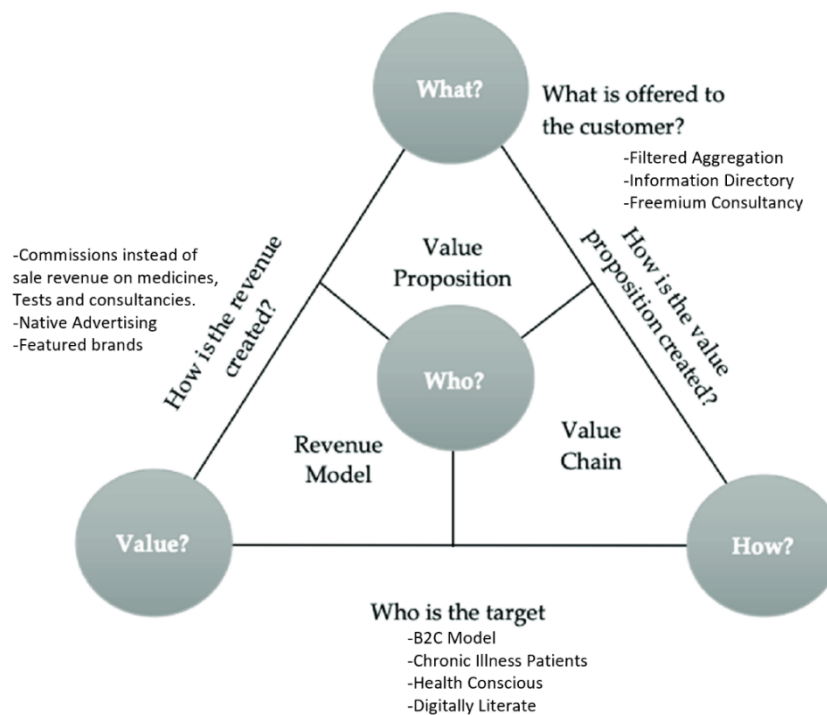 What?
What is offered to
the customer?
-Filtered Aggregation
-Information Directory
-Freemium Consultancy
-Commissions instead of
sale revenue on medicines,
Tests and consultancies.
-Native Advertising
-Featured brands
How is the revenue
created?
Value
Proposition
How is the value
proposition created?
Who?
Revenue
Model
Value
Chain
Value?
How?
Who is the target
-B2C Model
-Chronic Illness Patients
-Health Conscious
-Digitally Literate